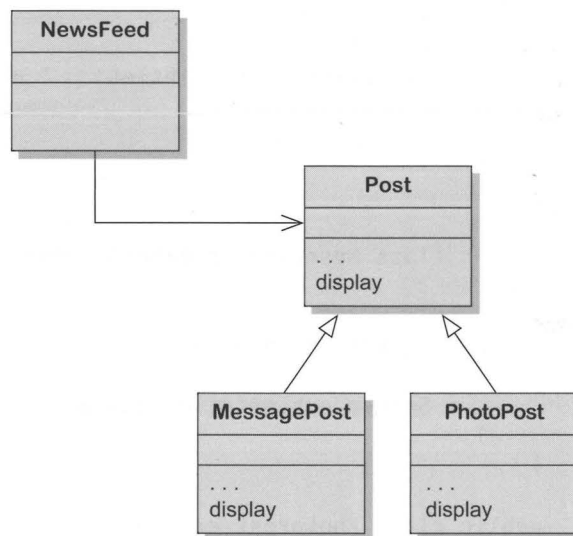 NewsFeed
Post
. . .
display
MessagePost
. . .
display
PhotoPost
. . .
display